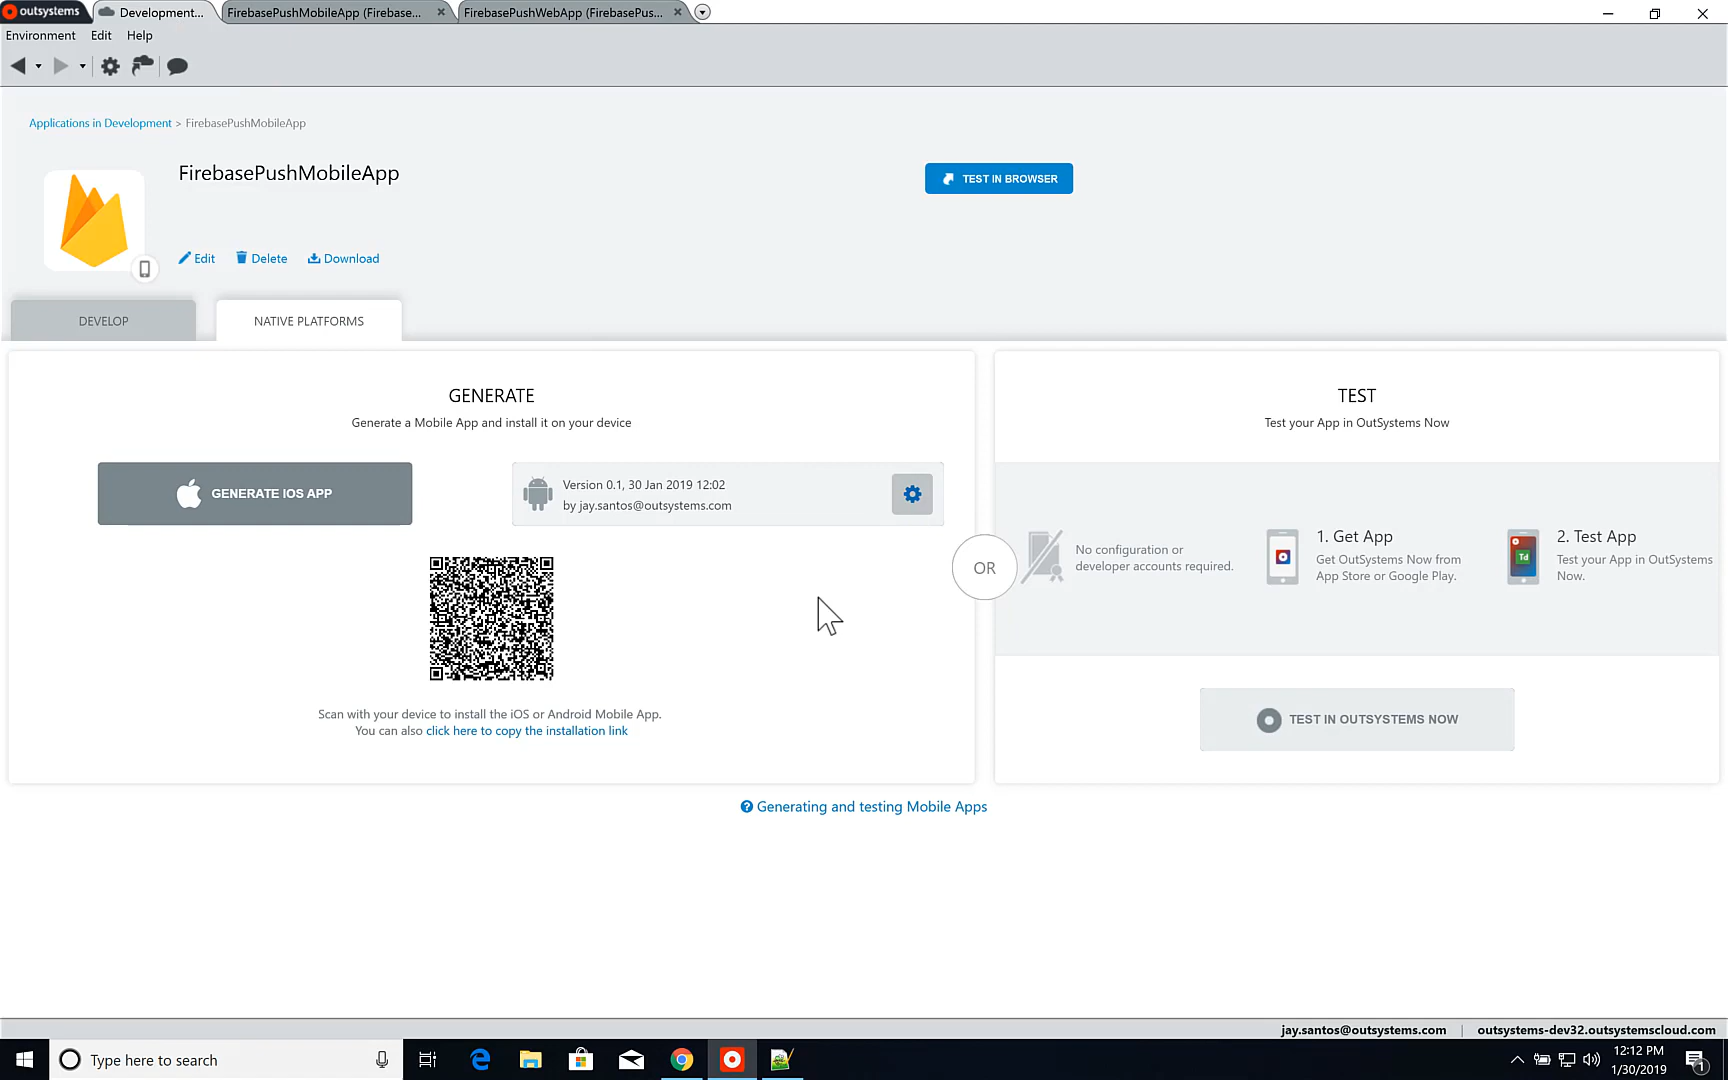 outsystems
Development...
FirebasePushMobileApp (Firebase...
FirebasePushWebApp (FirebasePus...
Environment
Edit
Help
Applications in Development > FirebasePushMobileApp
FirebasePushMobileApp
TEST IN BROWSER
Edit
Delete
Download
DEVELOP
NATIVE PLATFORMS
GENERATE
Generate a Mobile App and install it on your device
GENERATE IOS APP
Version 0.1, 30 Jan 2019 12:02
by jay.santos@outsystems.com
Scan with your device to install the iOS or Android Mobile App.
You can also click here to copy the installation link
OR
TEST
Test your App in OutSystems Now
No configuration or
developer accounts required.
1. Get App
Get OutSystems Now from
App Store or Google Play.
Td
2. Test App
Test your App in OutSystems
Now.
TEST IN OUTSYSTEMS NOW
Generating and testing Mobile Apps
jay.santos@outsystems.com
outsystems-dev32.outsystemscloud.com
Type here to search
12:12 PM
1/30/2019
1